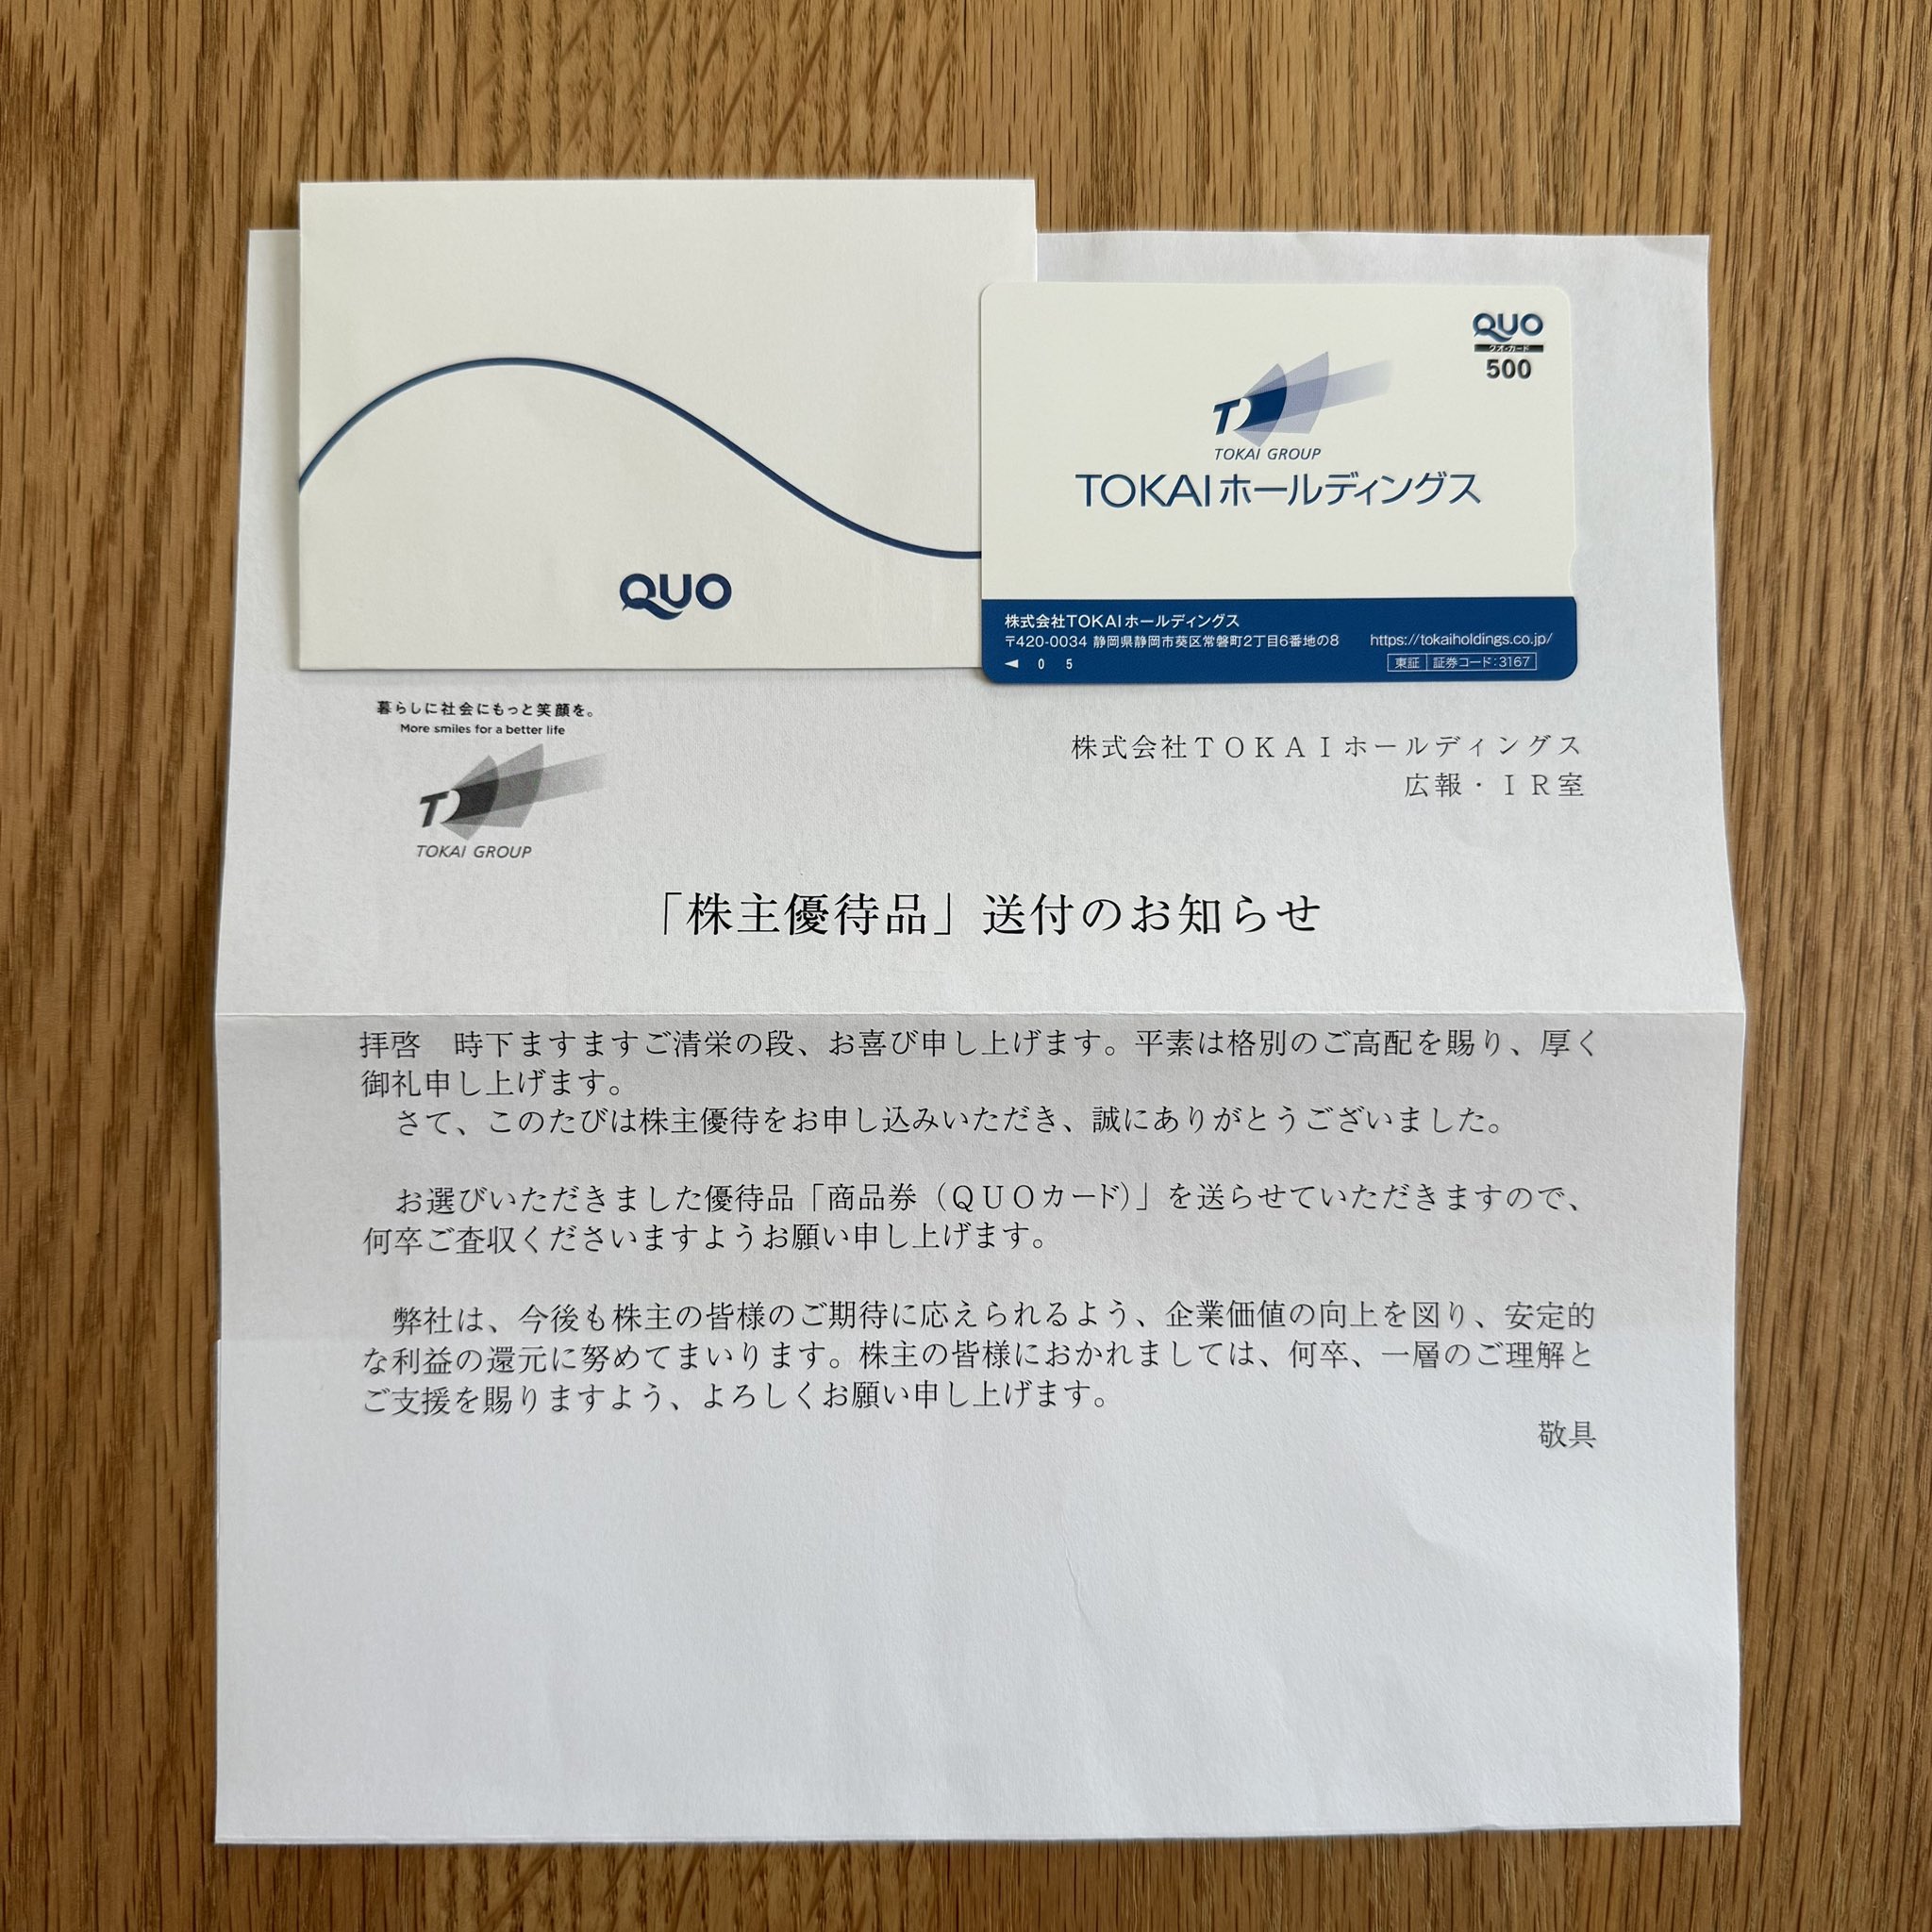 QUO
QUO
クオ・カード
500
T
TOKAI GROUP
TOKAIホールディングス
株式会社TOKAIホールディングス
〒420-0034 静岡県静岡市葵区常磐町2丁目6番地の8 https://tokaiholdings.co.jp/
◀ 0 5 東証 証券コード:3167
暮らしに社会にもっと笑顔を。
More smiles for a better life
T
TOKAI GROUP
株式会社ＴＯＫＡＩホールディングス
広報・ＩＲ室
「株主優待品」送付のお知らせ
拝啓　時下ますますご清栄の段、お喜び申し上げます。平素は格別のご高配を賜り、厚く
御礼申し上げます。
さて、このたびは株主優待をお申し込みいただき、誠にありがとうございました。
お選びいただきました優待品「商品券（ＱＵＯカード）」を送らせていただきますので、
何卒ご査収くださいますようお願い申し上げます。
弊社は、今後も株主の皆様のご期待に応えられるよう、企業価値の向上を図り、安定的
な利益の還元に努めてまいります。株主の皆様におかれましては、何卒、一層のご理解と
ご支援を賜りますよう、よろしくお願い申し上げます。
敬具